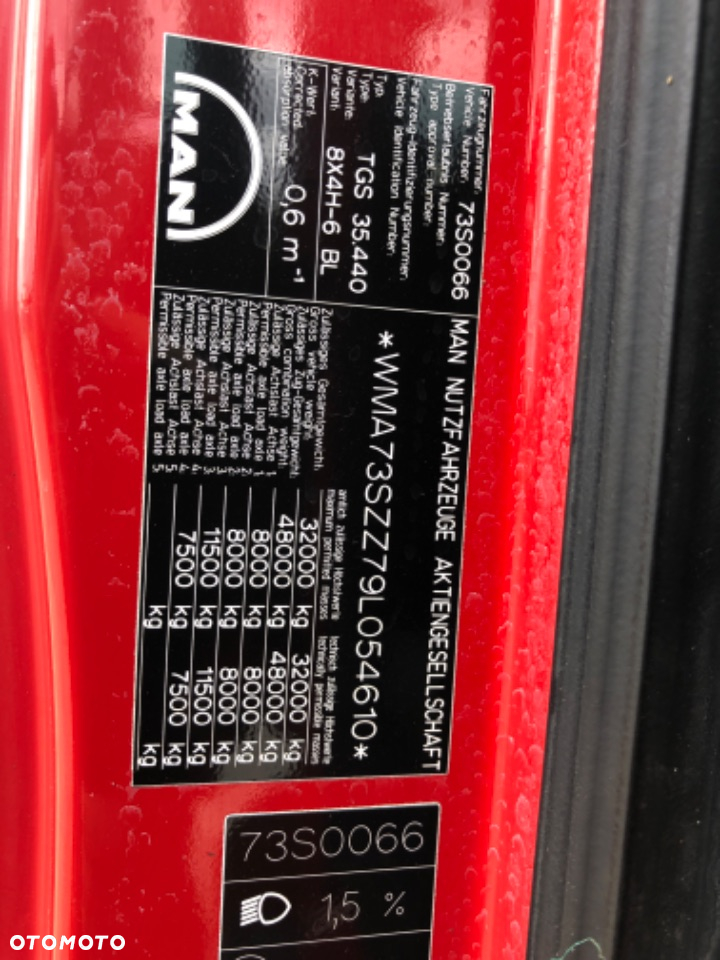 MAN
Fahrzeugnummer:
Vehicle Number: 73S0066
Betriebserlaubnis Nummer:
Type approval number:
Fahrzeug-Identifizierungsnummer:
Vehicle Identification Number:
Typ:
Type: TGS 35.440
Variante:
Variant: 8X4H-6 BL
K-Wert:
Corrected
absorption value 0,6 m⁻¹
MAN NUTZFAHRZEUGE AKTIENGESELLSCHAFT
*WMA73SZZ79L054610*
amtlich zulässige Höchstwerte technisch zulässige Höchstwerte
maximum permitted masses technically permissible masses
Zulässiges Gesamtgewicht:
Gross vehicle weight: 32000 kg 32000 kg
Zulässiges Zug-Gesamtgewicht:
Gross combination weight: 48000 kg 48000 kg
Zulässige Achslast Achse 1:
Permissible axle load axle 1: 8000 kg 8000 kg
Zulässige Achslast Achse 2:
Permissible axle load axle 2: 8000 kg 8000 kg
Zulässige Achslast Achse 3:
Permissible axle load axle 3: 11500 kg 11500 kg
Zulässige Achslast Achse 4:
Permissible axle load axle 4: 7500 kg 7500 kg
Zulässige Achslast Achse 5:
Permissible axle load axle 5: kg kg
73S0066
1,5 %
OTOMOTO